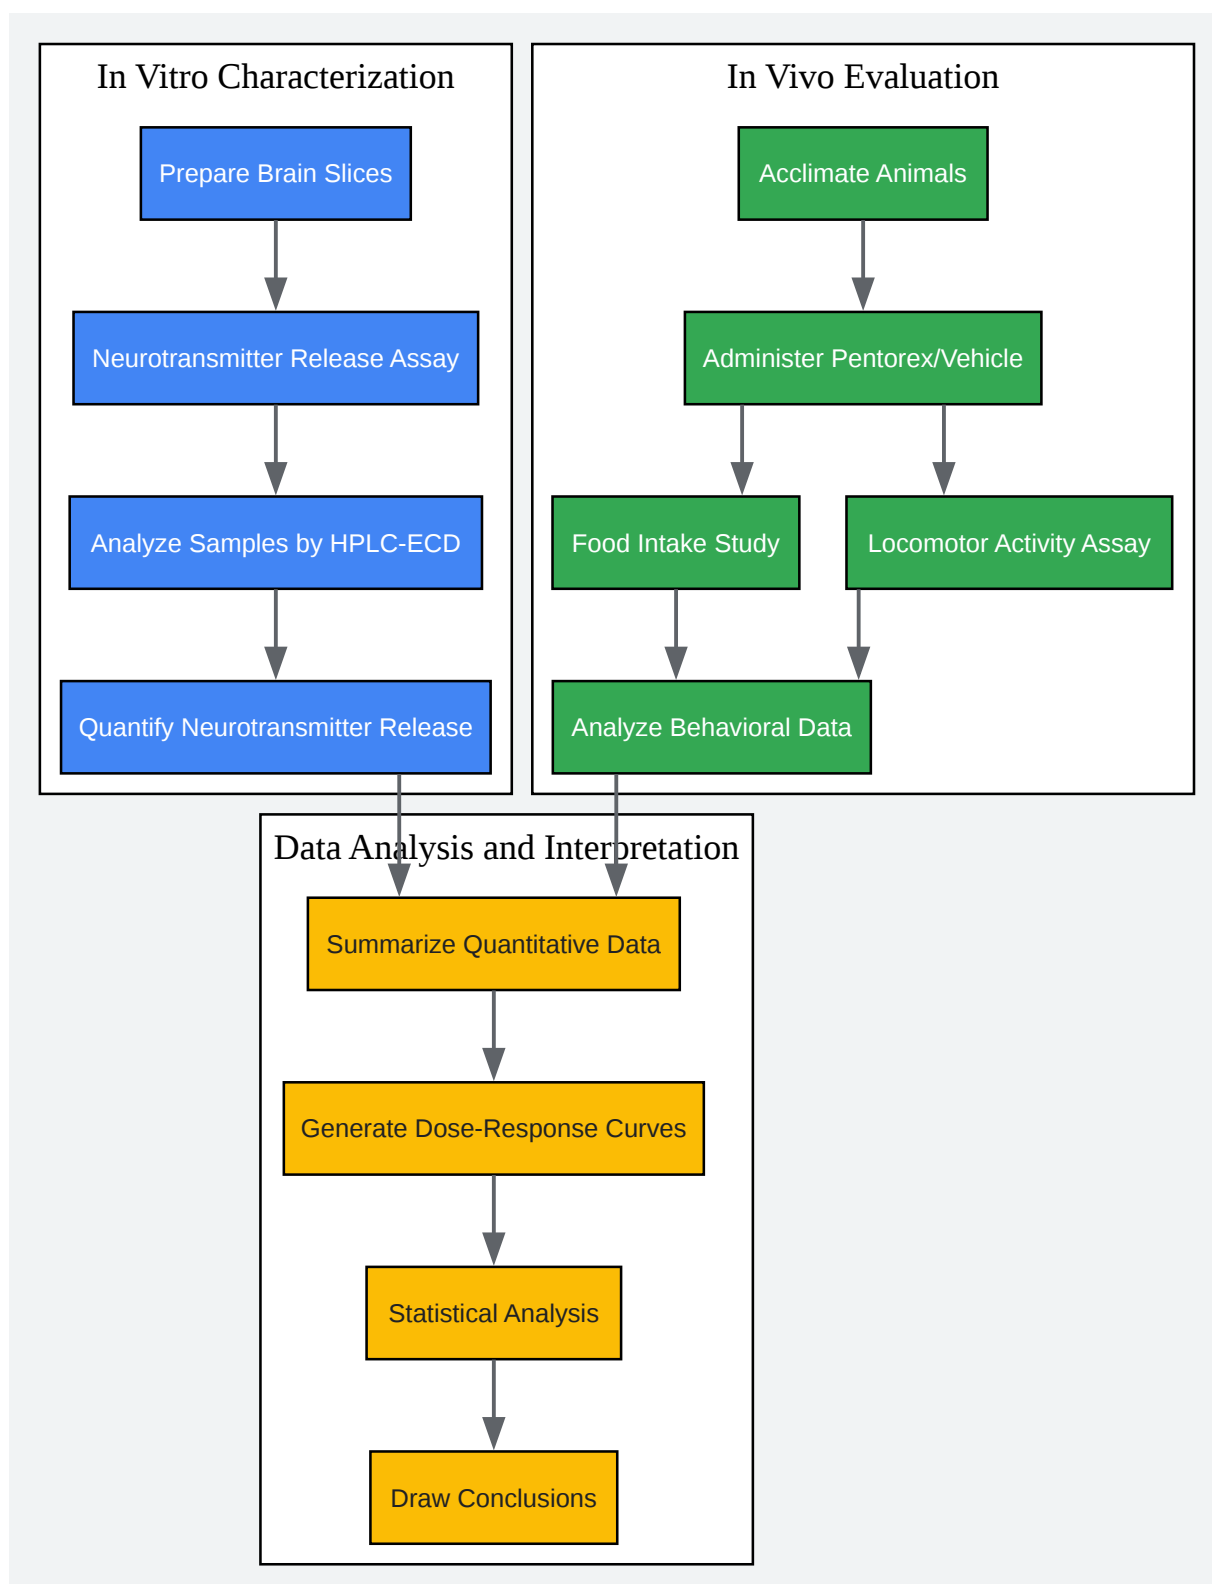 In Vitro Characterization
Prepare Brain Slices
Neurotransmitter Release Assay
Analyze Samples by HPLC-ECD
Quantify Neurotransmitter Release
In Vivo Evaluation
Acclimate Animals
Administer Pentorex/Vehicle
Food Intake Study
Locomotor Activity Assay
Analyze Behavioral Data
Data Analysis and Interpretation
Summarize Quantitative Data
Generate Dose-Response Curves
Statistical Analysis
Draw Conclusions